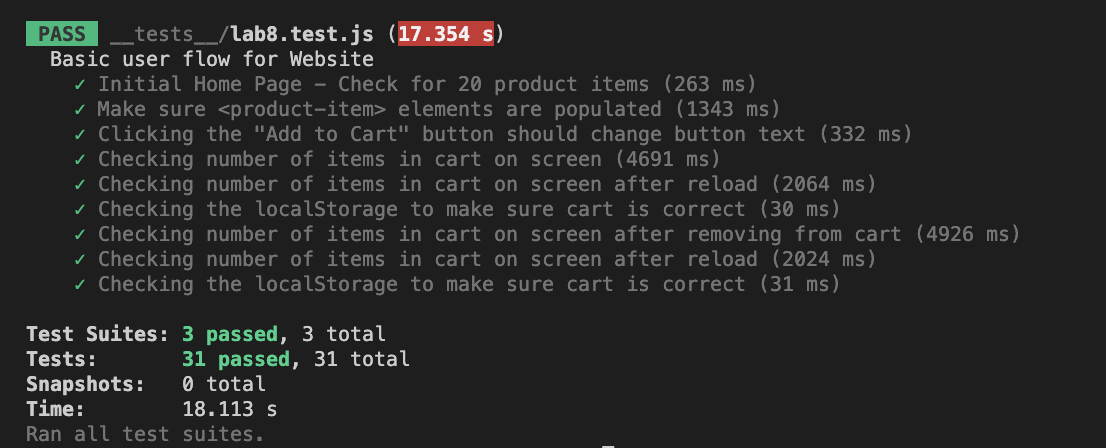 PASS __tests__/lab8.test.js (17.354 s)
Basic user flow for Website
✓ Initial Home Page – Check for 20 product items (263 ms)
✓ Make sure <product-item> elements are populated (1343 ms)
✓ Clicking the "Add to Cart" button should change button text (332 ms)
✓ Checking number of items in cart on screen (4691 ms)
✓ Checking number of items in cart on screen after reload (2064 ms)
✓ Checking the localStorage to make sure cart is correct (30 ms)
✓ Checking number of items in cart on screen after removing from cart (4926 ms)
✓ Checking number of items in cart on screen after reload (2024 ms)
✓ Checking the localStorage to make sure cart is correct (31 ms)
Test Suites: 3 passed, 3 total
Tests: 31 passed, 31 total
Snapshots: 0 total
Time: 18.113 s
Ran all test suites.